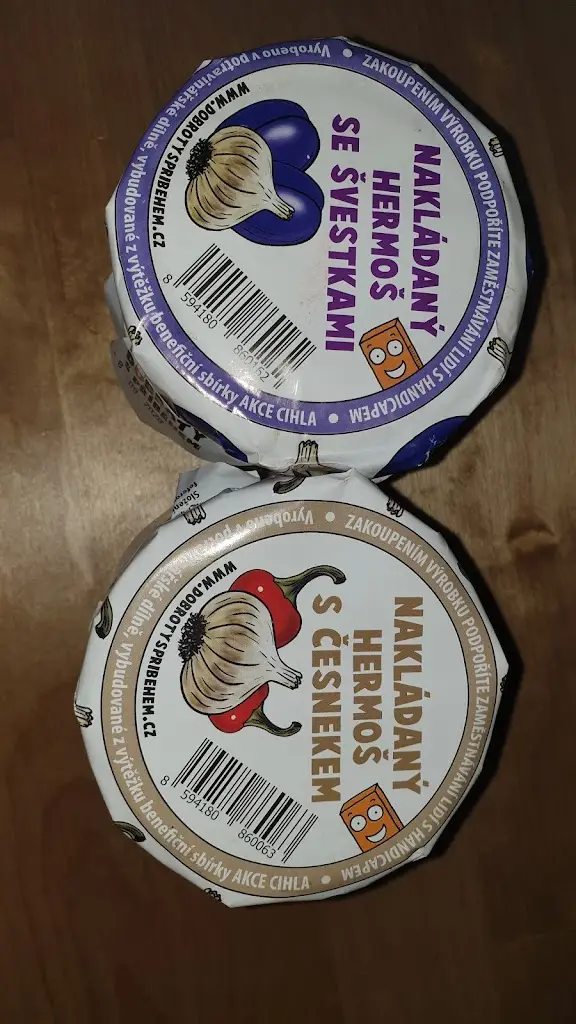 ZAKOUPENÍM VÝROBKU PODPOŘÍTE ZAMĚSTNÁVÁNÍ LIDÍ S HANDICAPEM
Vyrobeno v potravinářské dílně, vybudované z výtěžku benefiční sbírky AKCE CIHLA
NAKLÁDANÝ
HERMOŠ
SE ŠVESTKAMI
WWW.DOBROTYSPRIBEHEM.CZ
8 594180 860162
ZAKOUPENÍM VÝROBKU PODPOŘÍTE ZAMĚSTNÁVÁNÍ LIDÍ S HANDICAPEM
Vyrobeno v potravinářské dílně, vybudované z výtěžku benefiční sbírky AKCE CIHLA
NAKLÁDANÝ
HERMOŠ
S ČESNEKEM
WWW.DOBROTYSPRIBEHEM.CZ
8 594180 860063